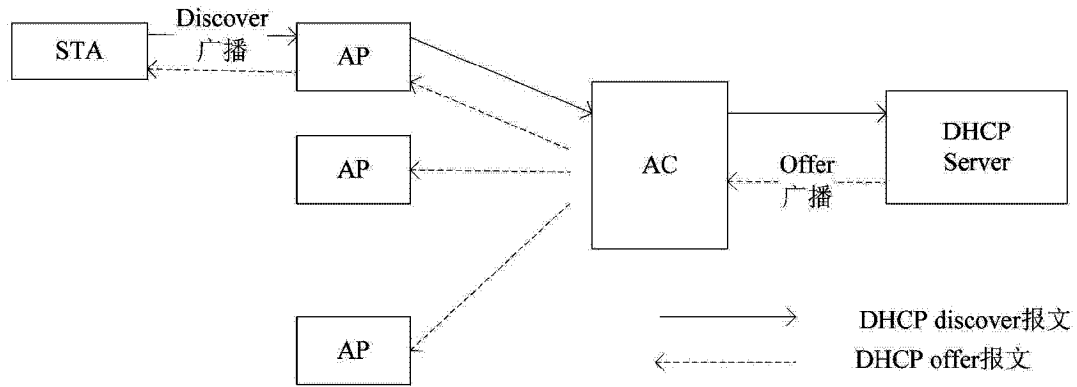 Discover
广播
STA
AP
AP
AP
AC
DHCP
Server
Offer
广播
DHCP discover报文
DHCP offer报文